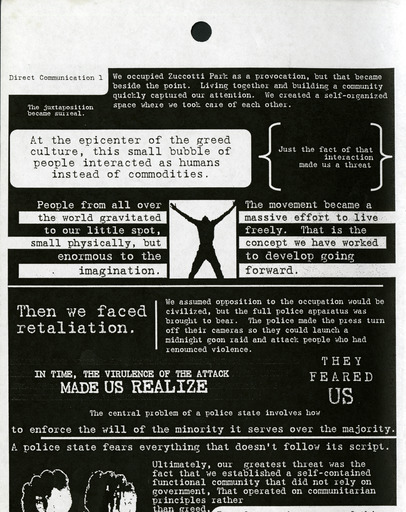 Direct Communication 1
We occupied Zuccotti Park as a provocation, but that became
beside the point. Living together and building a community
quickly captured our attention. We created a self-organized
space where we took care of each other.
The juxtaposition
became surreal.
At the epicenter of the greed
culture, this small bubble of
people interacted as humans
instead of commodities.
Just the fact of that
interaction
made us a threat
People from all over
the world gravitated
to our little spot,
small physically, but
enormous to the
imagination.
The movement became a
massive effort to live
freely. That is the
concept we have worked
to develop going
forward.
Then we faced
retaliation.
We assumed opposition to the occupation would be
civilized, but the full police apparatus was
brought to bear. The police made the press turn
off their cameras so they could launch a
midnight goon raid and attack people who had
renounced violence.
IN TIME, THE VIRULENCE OF THE ATTACK
MADE US REALIZE
THEY
FEARED
US
The central problem of a police state involves how
to enforce the will of the minority it serves over the majority.
A police state fears everything that doesn't follow its script.
Ultimately, our greatest threat was the
fact that we established a self-contained
functional community that did not rely on
government, That operated on communitarian
principles rather
than greed.